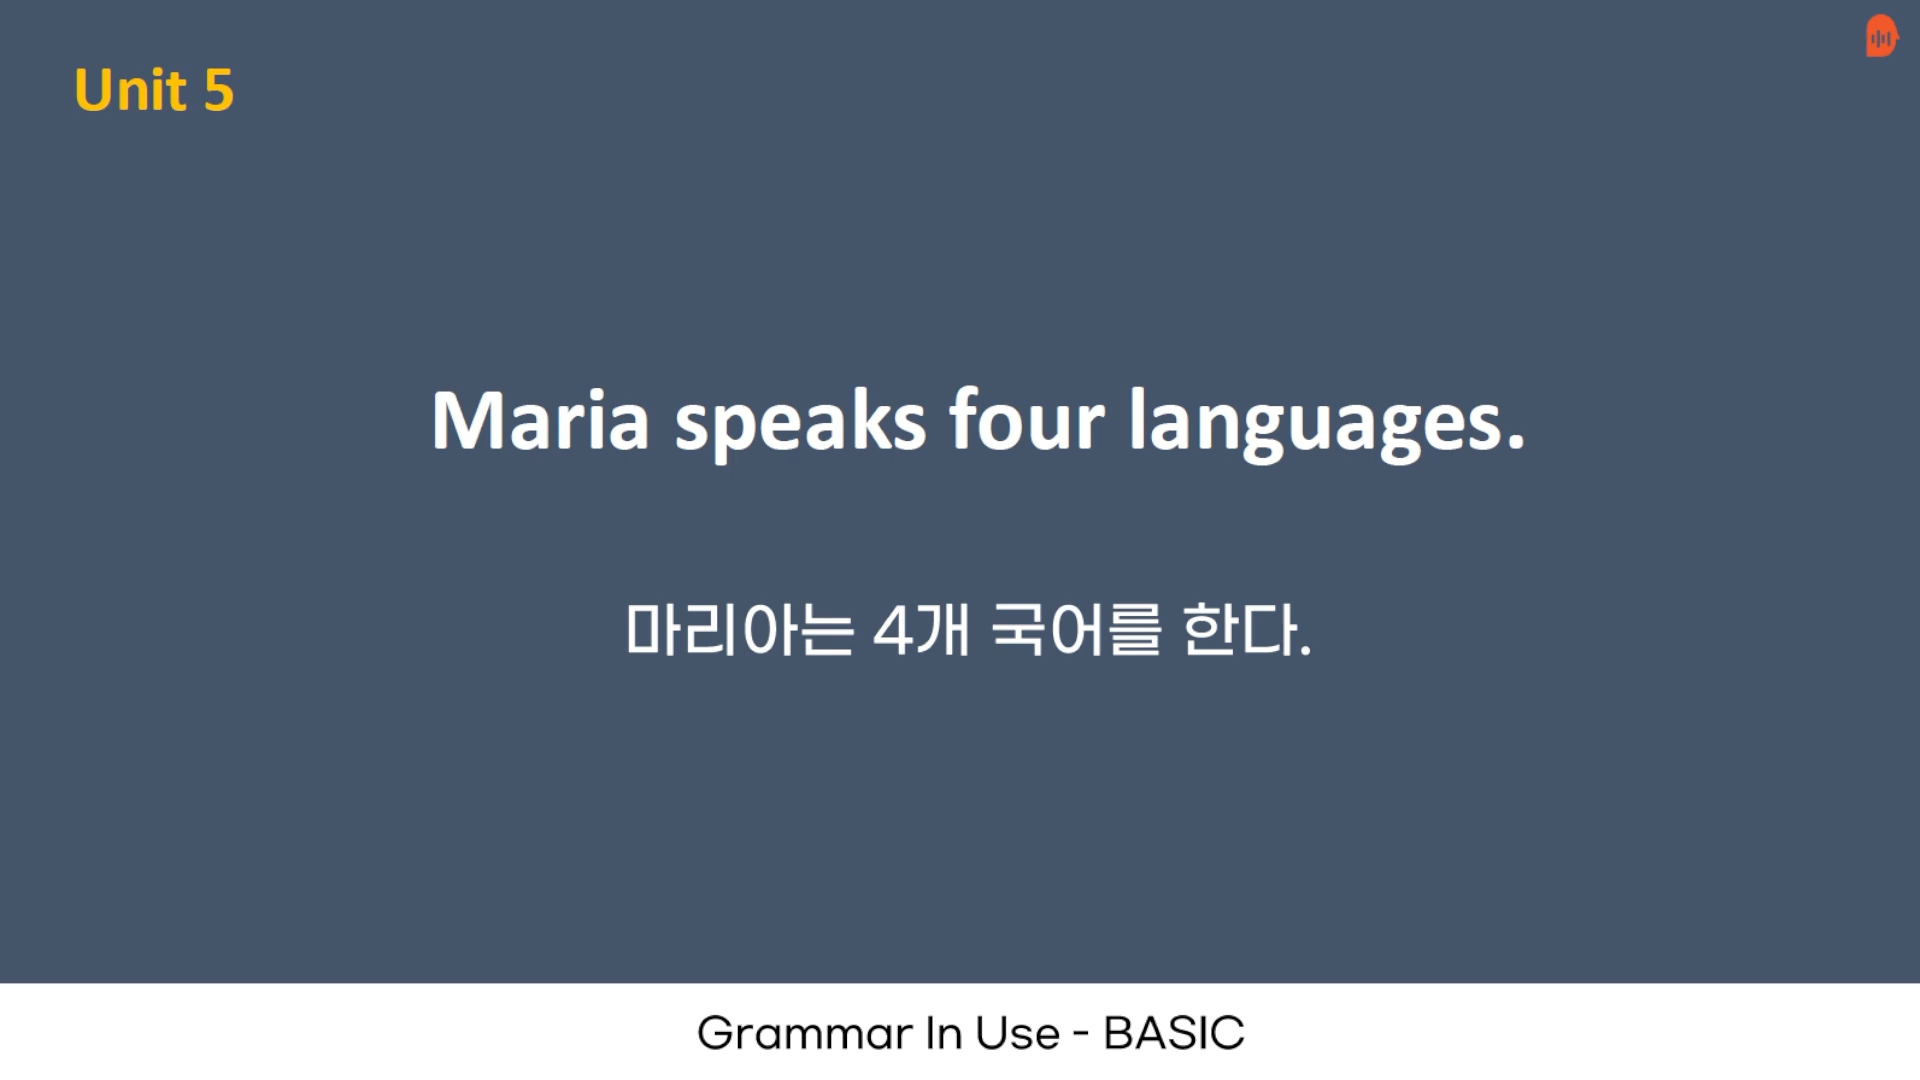 Unit 5
Maria speaks four languages.
마리아는 4개 국어를 한다.
Grammar In Use - BASIC